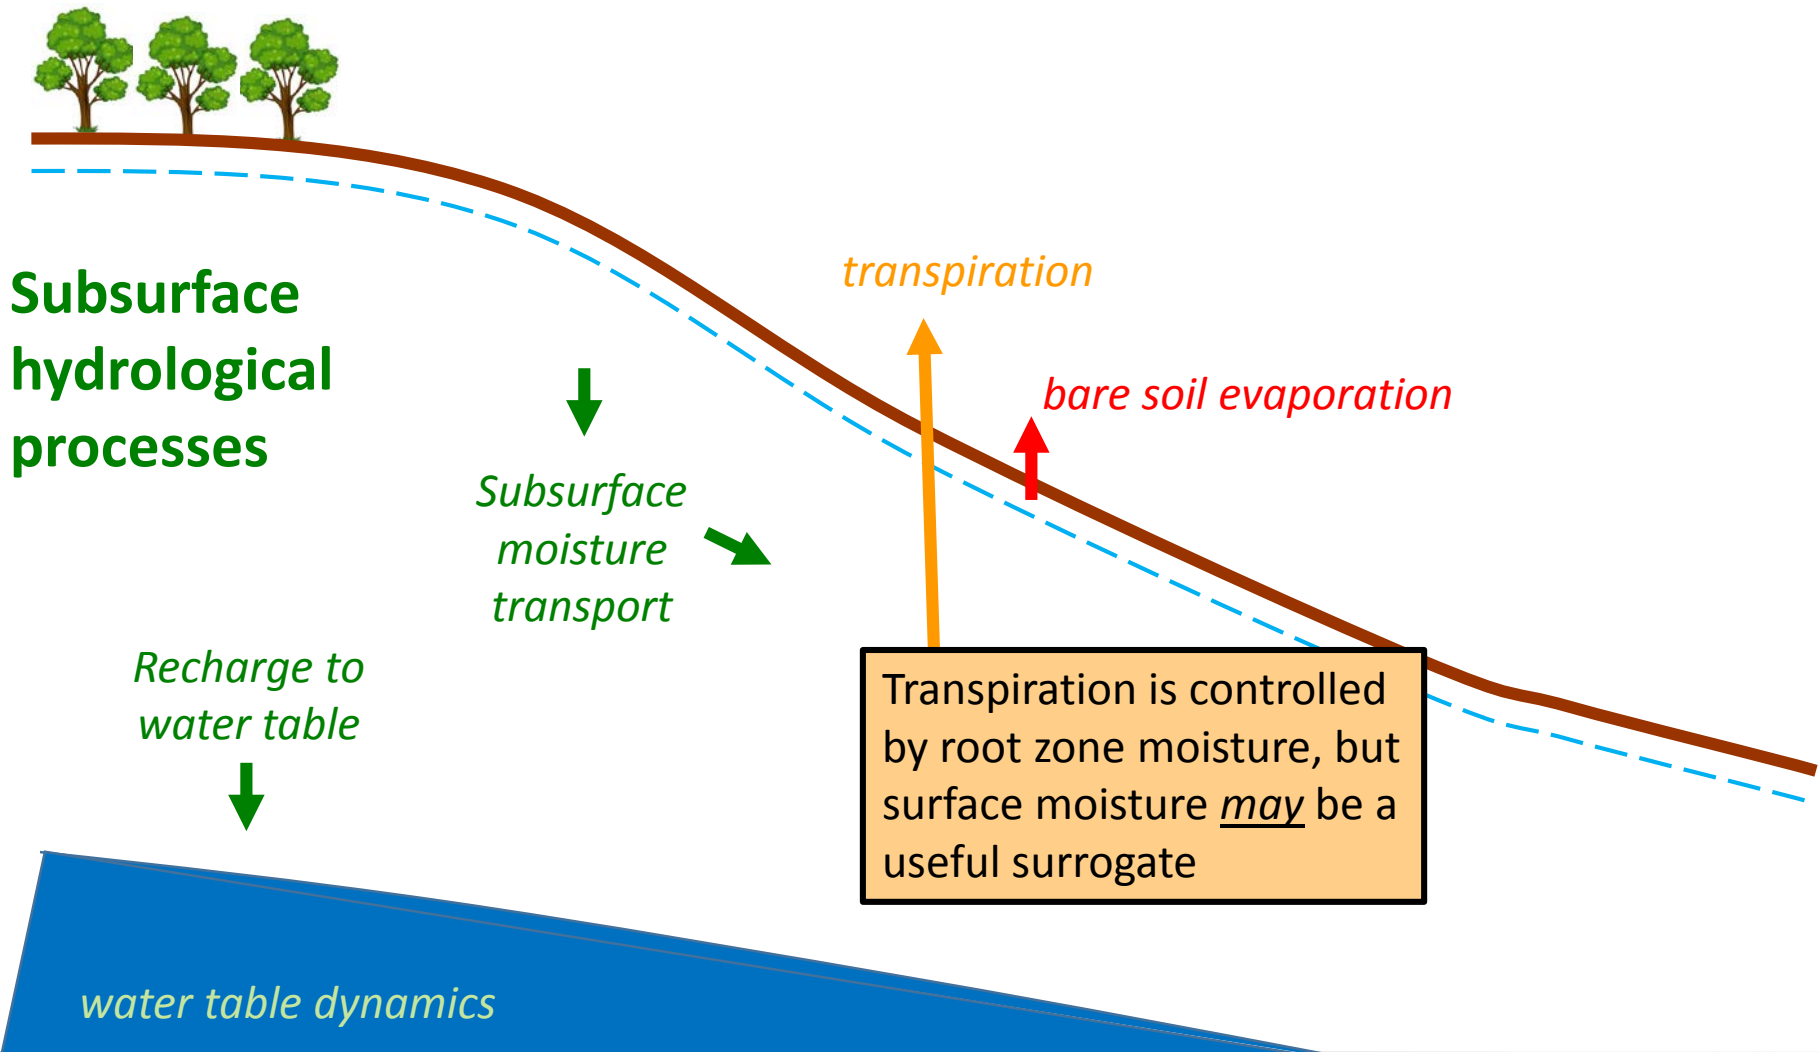 Subsurface
hydrological
processes
transpiration
bare soil evaporation
Subsurface
moisture
transport
Recharge to
water table
Transpiration is controlled
by root zone moisture, but
surface moisture may be a
useful surrogate
water table dynamics